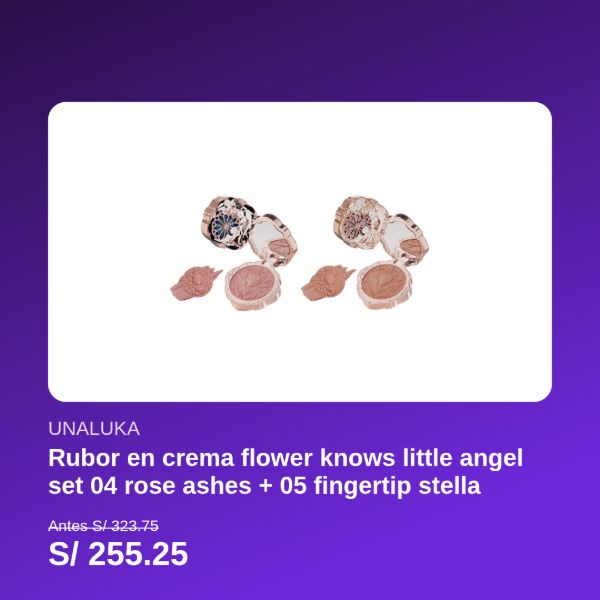 UNALUKA
Rubor en crema flower knows little angel
set 04 rose ashes + 05 fingertip stella
Antes S/ 323.75
S/ 255.25